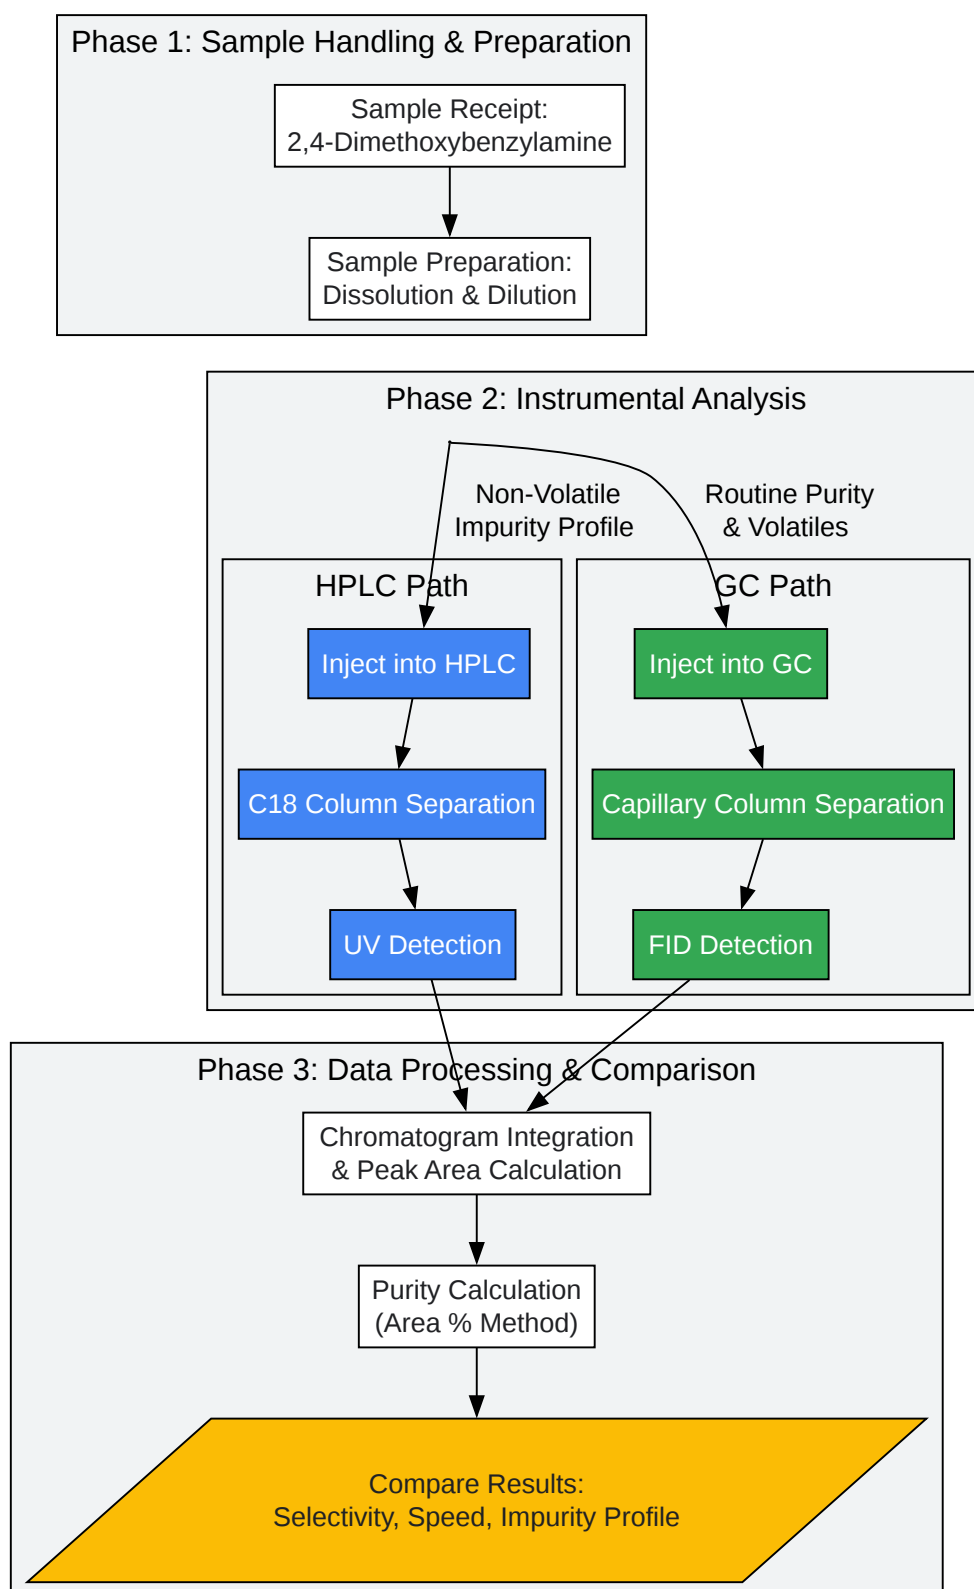 Phase 1: Sample Handling & Preparation
Sample Receipt:
2,4-Dimethoxybenzylamine
Sample Preparation:
Dissolution & Dilution
Phase 2: Instrumental Analysis
Non-Volatile
Impurity Profile
Routine Purity
& Volatiles
HPLC Path
Inject into HPLC
C18 Column Separation
UV Detection
GC Path
Inject into GC
Capillary Column Separation
FID Detection
Phase 3: Data Processing & Comparison
Chromatogram Integration
& Peak Area Calculation
Purity Calculation
(Area % Method)
Compare Results:
Selectivity, Speed, Impurity Profile